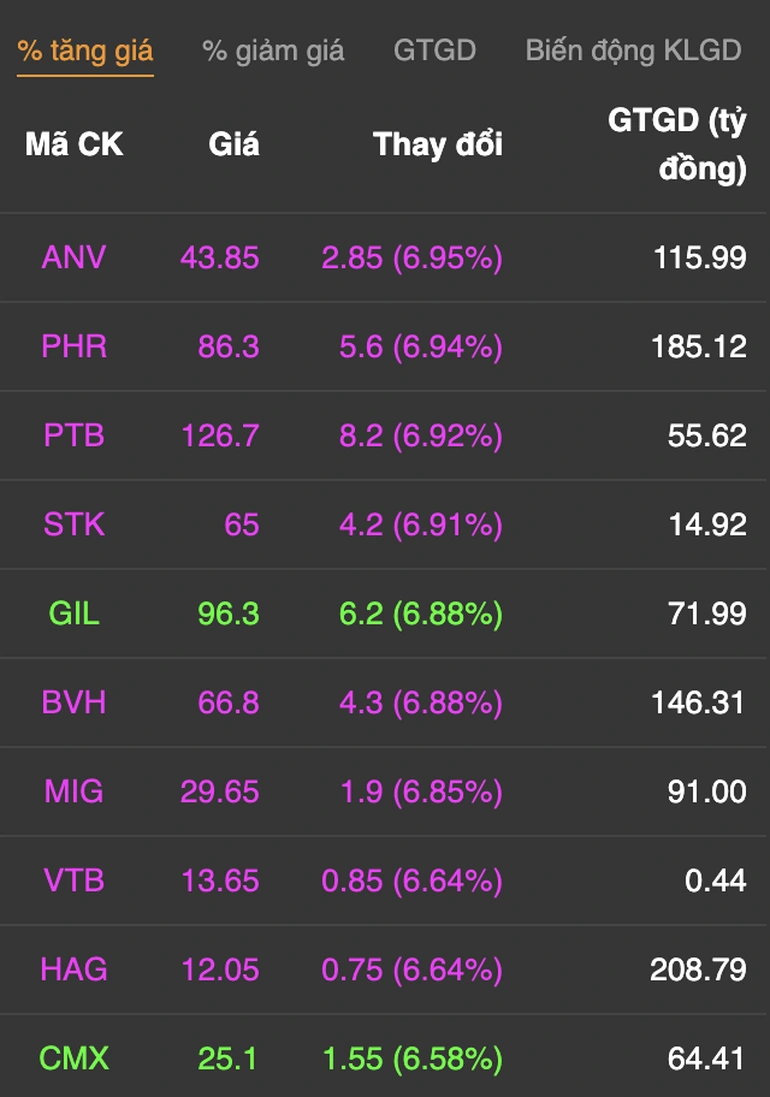 % tăng giá % giảm giá GTGD Biến động KLGD
Mã CK Giá Thay đổi GTGD (tỷ
đồng)
ANV 43.85 2.85 (6.95%) 115.99
PHR 86.3 5.6 (6.94%) 185.12
PTB 126.7 8.2 (6.92%) 55.62
STK 65 4.2 (6.91%) 14.92
GIL 96.3 6.2 (6.88%) 71.99
BVH 66.8 4.3 (6.88%) 146.31
MIG 29.65 1.9 (6.85%) 91.00
VTB 13.65 0.85 (6.64%) 0.44
HAG 12.05 0.75 (6.64%) 208.79
CMX 25.1 1.55 (6.58%) 64.41